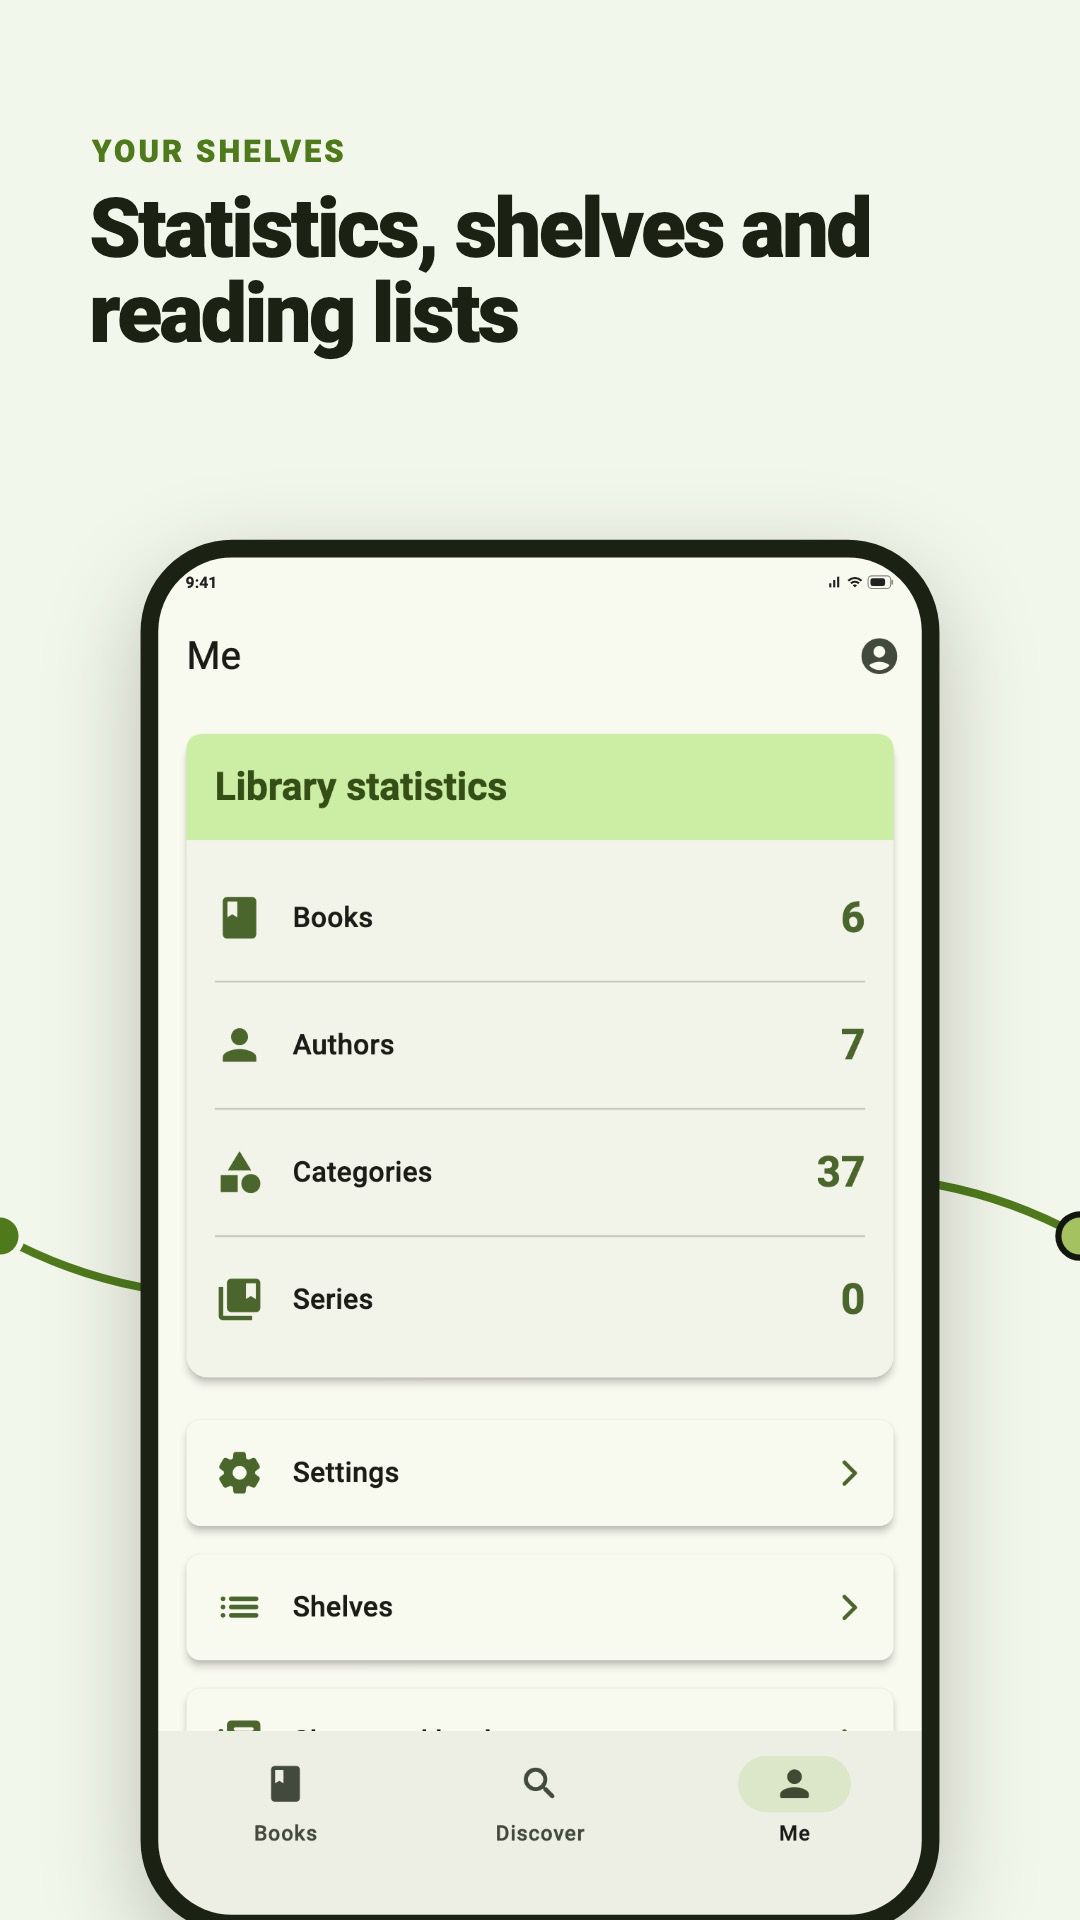 YOUR SHELVES
Statistics, shelves and
reading lists
9:41
Me
Library statistics
Books 6
Authors 7
Categories 37
Series 0
Settings
Shelves
Books
Discover
Me